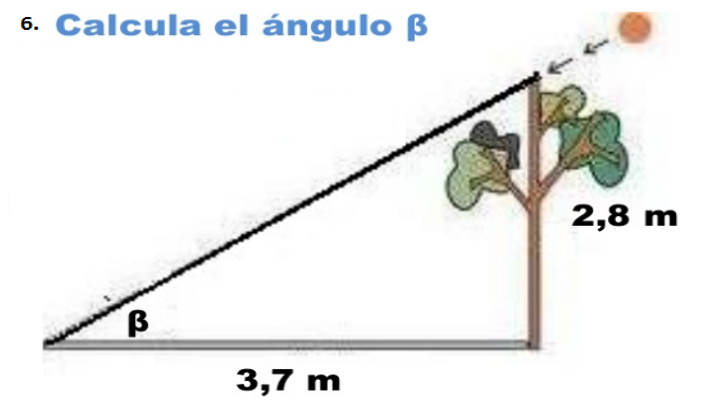 6. Calcula el ángulo β
2,8 m
β
3,7 m